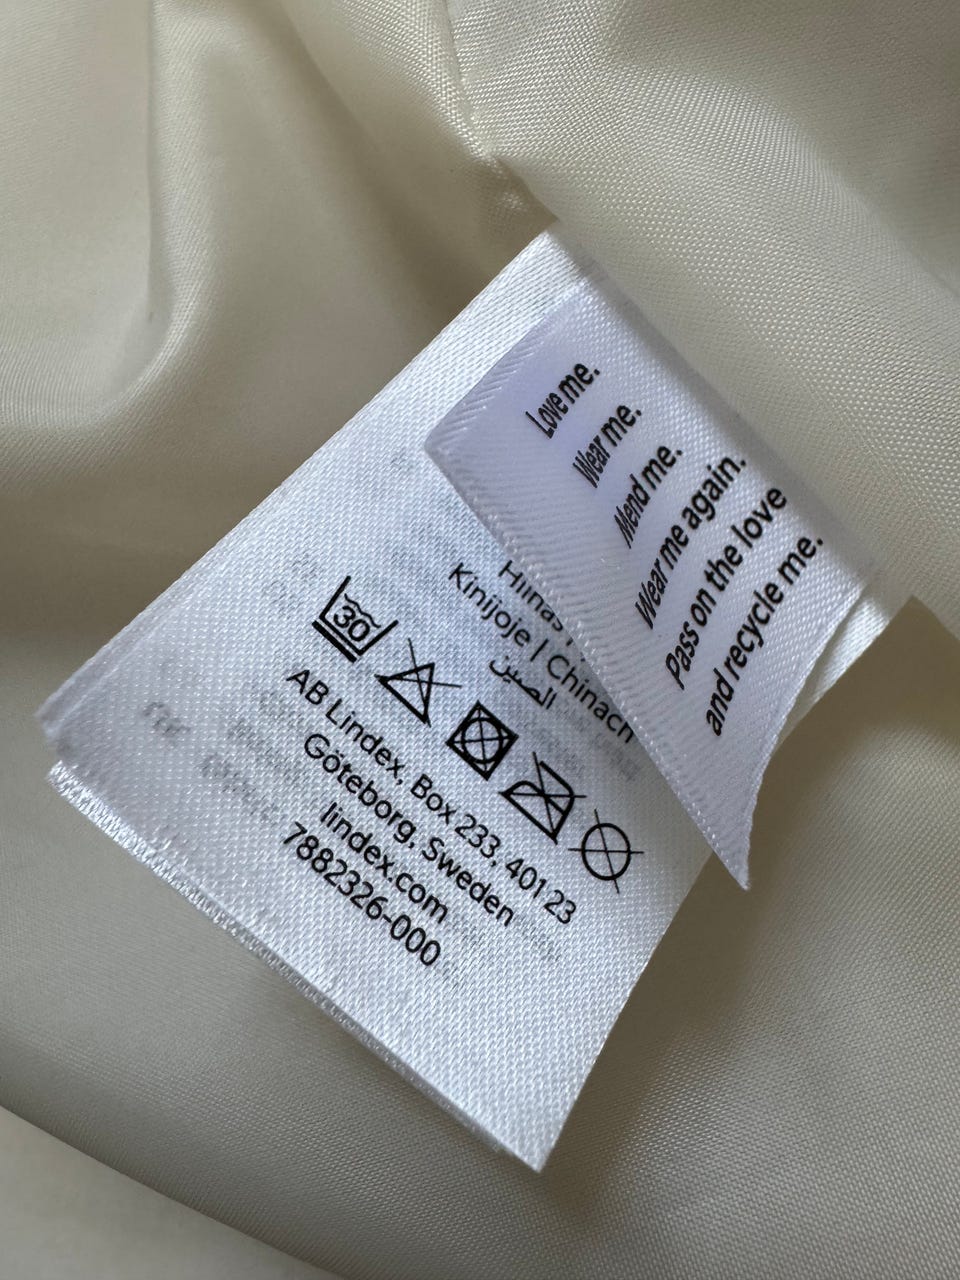 Love me.
Wear me.
Mend me.
Wear me again.
Pass on the love
and recycle me.
Kinijoje | Chinach
الصين
30
AB Lindex, Box 233, 401 23
Göteborg, Sweden
lindex.com
7882326-000